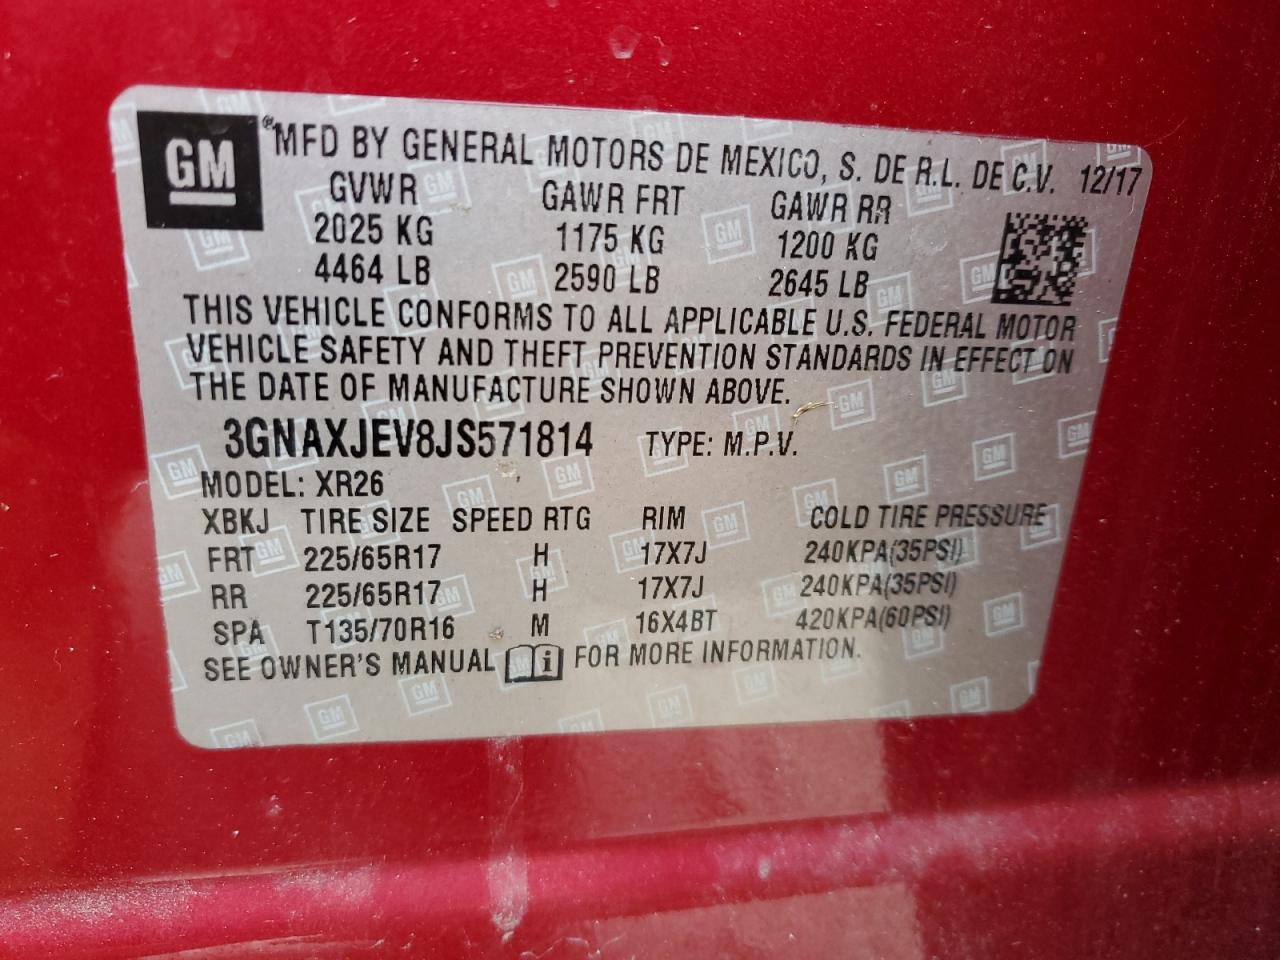 GM ® MFD BY GENERAL MOTORS DE MEXICO, S. DE R.L. DE C.V. 12/17
GVWR GAWR FRT GAWR RR
2025 KG 1175 KG 1200 KG
4464 LB 2590 LB 2645 LB
THIS VEHICLE CONFORMS TO ALL APPLICABLE U.S. FEDERAL MOTOR
VEHICLE SAFETY AND THEFT PREVENTION STANDARDS IN EFFECT ON
THE DATE OF MANUFACTURE SHOWN ABOVE.
3GNAXJEV8JS571814 TYPE: M.P.V.
MODEL: XR26
XBKJ TIRE SIZE SPEED RTG RIM COLD TIRE PRESSURE
FRT 225/65R17 H 17X7J 240KPA(35PSI)
RR 225/65R17 H 17X7J 240KPA(35PSI)
SPA T135/70R16 M 16X4BT 420KPA(60PSI)
SEE OWNER'S MANUAL i FOR MORE INFORMATION.